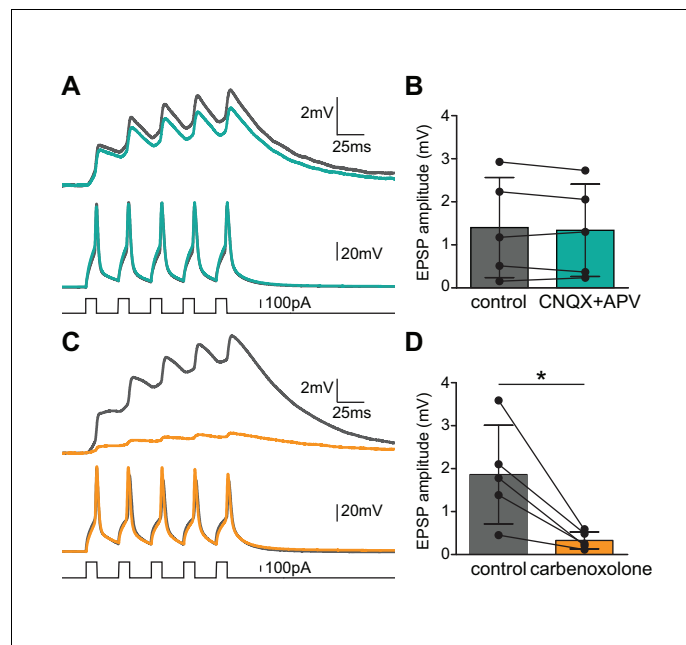 A
2mV
25ms
20mV
100pA
B
EPSP amplitude (mV)
4
3
2
1
0
control CNQX+APV
C
2mV
25ms
20mV
100pA
D
*
EPSP amplitude (mV)
4
3
2
1
0
control carbenoxolone